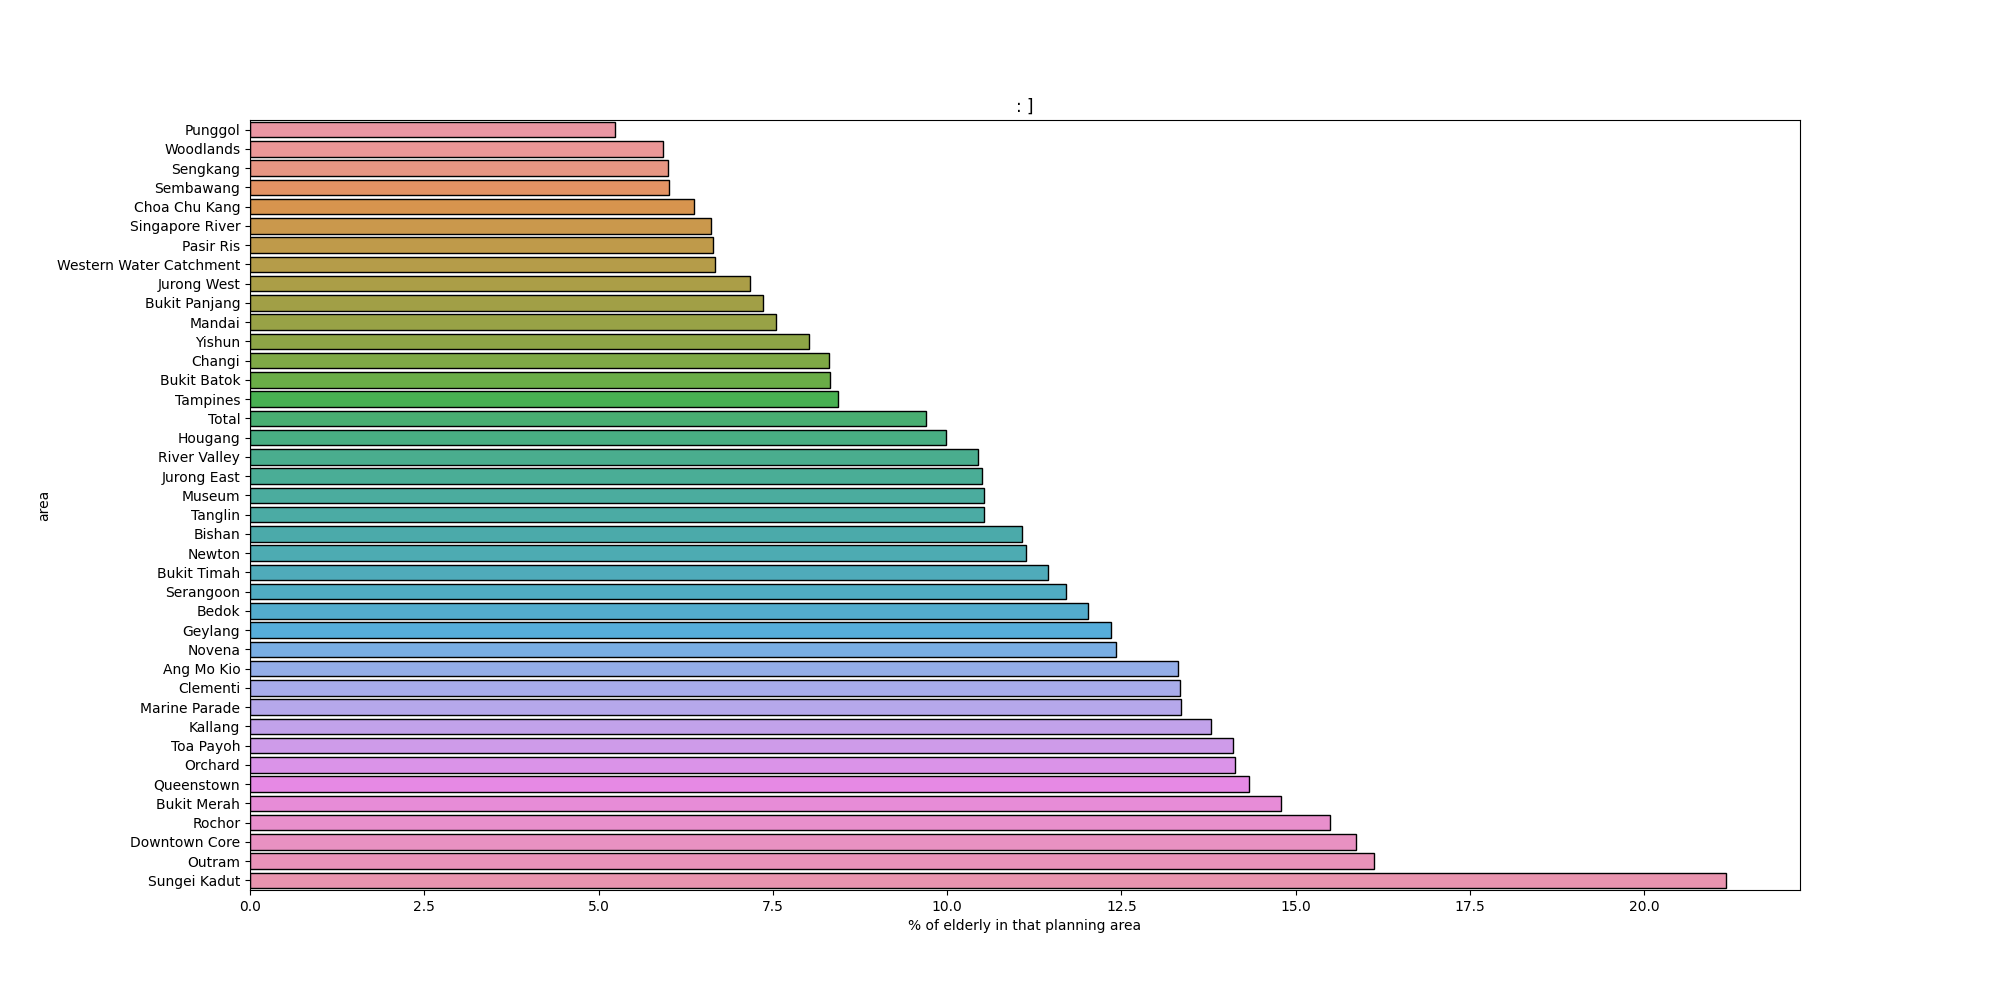 : ]
Punggol
Woodlands
Sengkang
Sembawang
Choa Chu Kang
Singapore River
Pasir Ris
Western Water Catchment
Jurong West
Bukit Panjang
Mandai
Yishun
Changi
Bukit Batok
Tampines
Total
Hougang
River Valley
Jurong East
Museum
Tanglin
Bishan
Newton
Bukit Timah
Serangoon
Bedok
Geylang
Novena
Ang Mo Kio
Clementi
Marine Parade
Kallang
Toa Payoh
Orchard
Queenstown
Bukit Merah
Rochor
Downtown Core
Outram
Sungei Kadut
area
0.0 2.5 5.0 7.5 10.0 12.5 15.0 17.5 20.0
% of elderly in that planning area